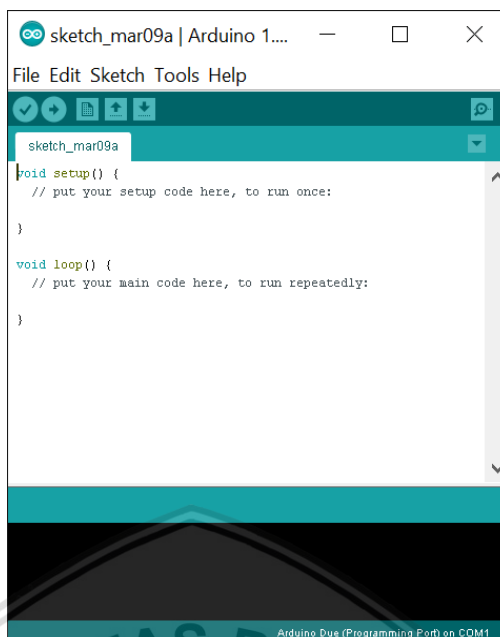 sketch_mar09a | Arduino 1....
File Edit Sketch Tools Help
sketch_mar09a
void setup() {
// put your setup code here, to run once:
}
void loop() {
// put your main code here, to run repeatedly:
}
Arduino Due (Programming Port) on COM1